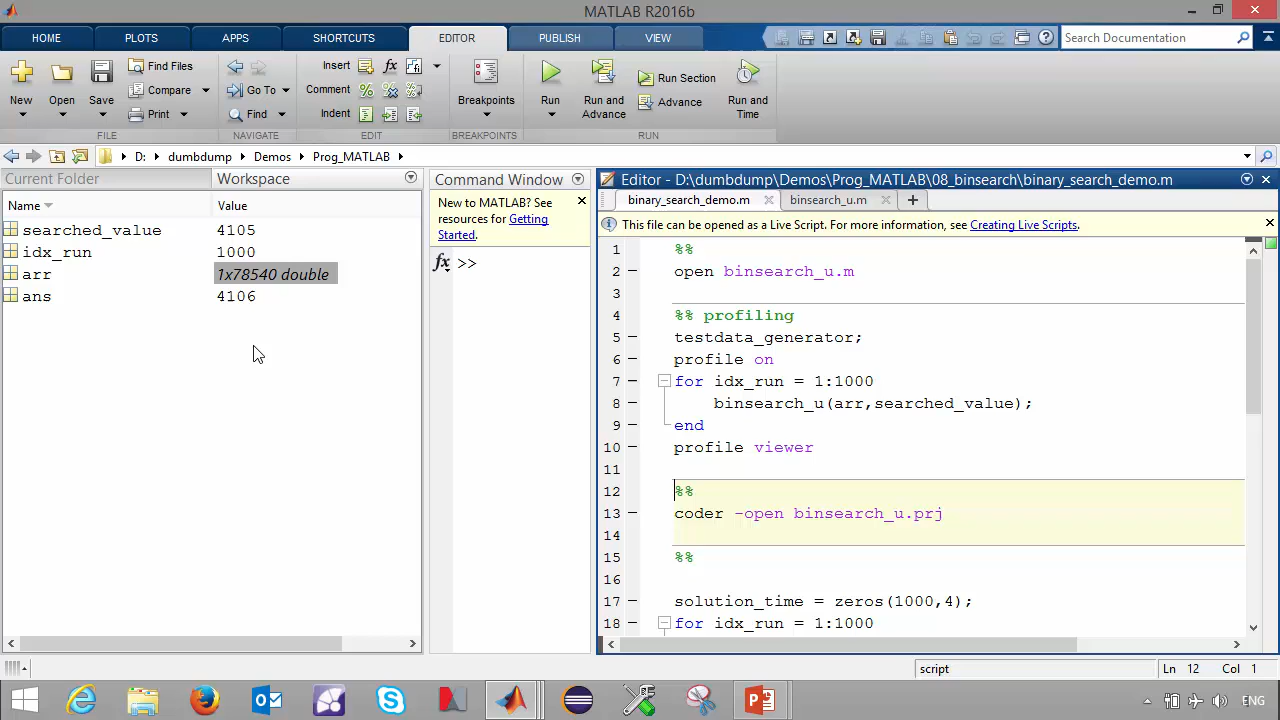 MATLAB R2016b
HOME PLOTS APPS SHORTCUTS EDITOR PUBLISH VIEW Search Documentation
New Open Save Find Files Compare Print
Go To Find
Insert Comment Indent
Breakpoints
Run Run and Advance Run Section Advance Run and Time
FILE NAVIGATE EDIT BREAKPOINTS RUN
D: dumbdump Demos Prog_MATLAB
Current Folder Workspace
Name Value
searched_value 4105
idx_run 1000
arr 1x78540 double
ans 4106
Command Window
New to MATLAB? See
resources for Getting
Started.
fx >>
Editor - D:\dumbdump\Demos\Prog_MATLAB\08_binsearch\binary_search_demo.m
binary_search_demo.m binsearch_u.m
This file can be opened as a Live Script. For more information, see Creating Live Scripts.
1 %%
2 open binsearch_u.m
3
4 %% profiling
5 testdata_generator;
6 profile on
7 for idx_run = 1:1000
8 binsearch_u(arr,searched_value);
9 end
10 profile viewer
11
12 %%
13 coder -open binsearch_u.prj
14
15 %%
16
17 solution_time = zeros(1000,4);
18 for idx_run = 1:1000
script Ln 12 Col 1
ENG